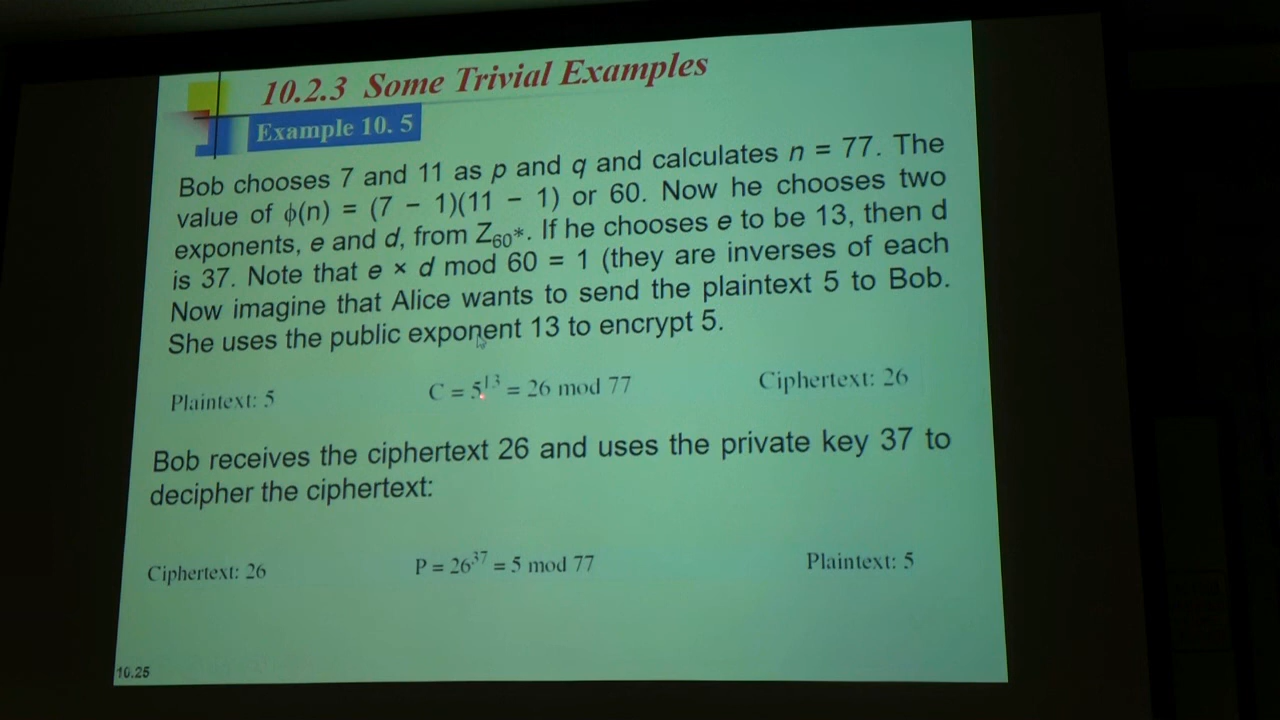 10.2.3 Some Trivial Examples
Example 10. 5
Bob chooses 7 and 11 as p and q and calculates n = 77. The
value of ϕ(n) = (7 − 1)(11 − 1) or 60. Now he chooses two
exponents, e and d, from Z60*. If he chooses e to be 13, then d
is 37. Note that e × d mod 60 = 1 (they are inverses of each
Now imagine that Alice wants to send the plaintext 5 to Bob.
She uses the public exponent 13 to encrypt 5.
Plaintext: 5 C = 5^13 = 26 mod 77 Ciphertext: 26
Bob receives the ciphertext 26 and uses the private key 37 to
decipher the ciphertext:
Ciphertext: 26 P = 26^37 = 5 mod 77 Plaintext: 5
10.25